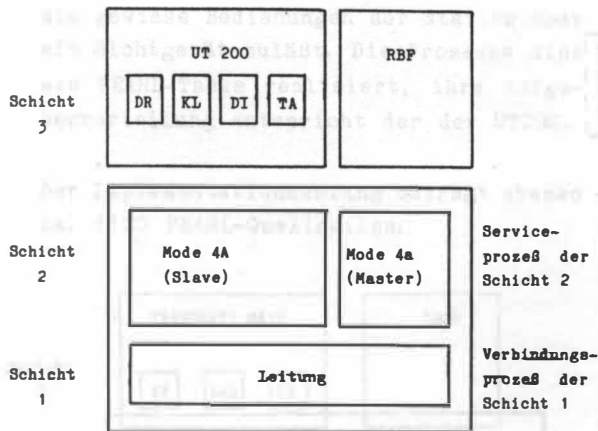 UT 200
RBP
Schicht
3
DR KL DI TA
Schicht
2
Mode 4A
(Slave)
Mode 4a
(Master)
Service-
prozeß der
Schicht 2
Schicht
1
Leitung
Verbindungs-
prozeß der
Schicht 1